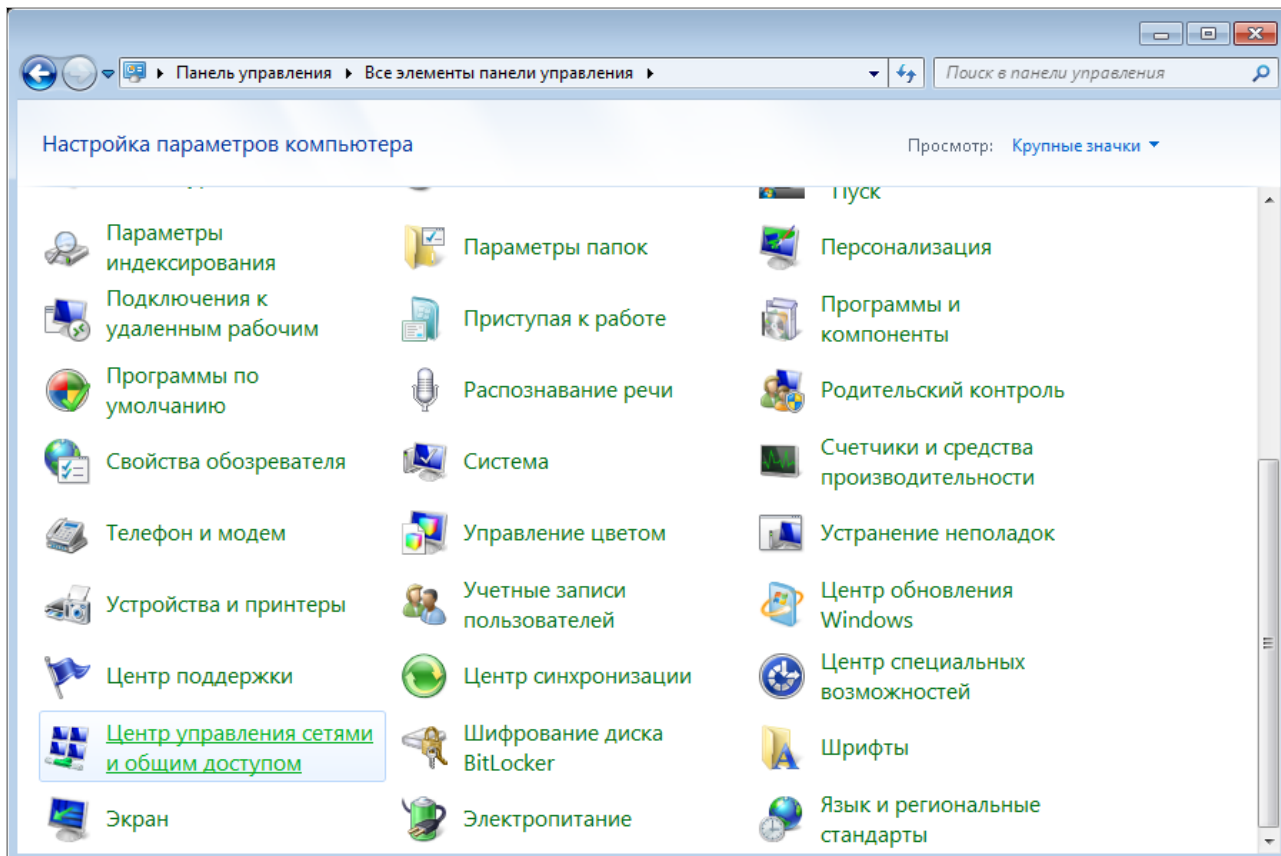 Панель управления Все элементы панели управления
Поиск в панели управления
Настройка параметров компьютера
Просмотр: Крупные значки
Пуск
Параметры
индексирования
Параметры папок
Персонализация
Подключения к
удаленным рабочим
Приступая к работе
Программы и
компоненты
Программы по
умолчанию
Распознавание речи
Родительский контроль
Свойства обозревателя
Система
Счетчики и средства
производительности
Телефон и модем
Управление цветом
Устранение неполадок
Устройства и принтеры
Учетные записи
пользователей
Центр обновления
Windows
Центр поддержки
Центр синхронизации
Центр специальных
возможностей
Центр управления сетями
и общим доступом
Шифрование диска
BitLocker
Шрифты
Экран
Электропитание
Язык и региональные
стандарты